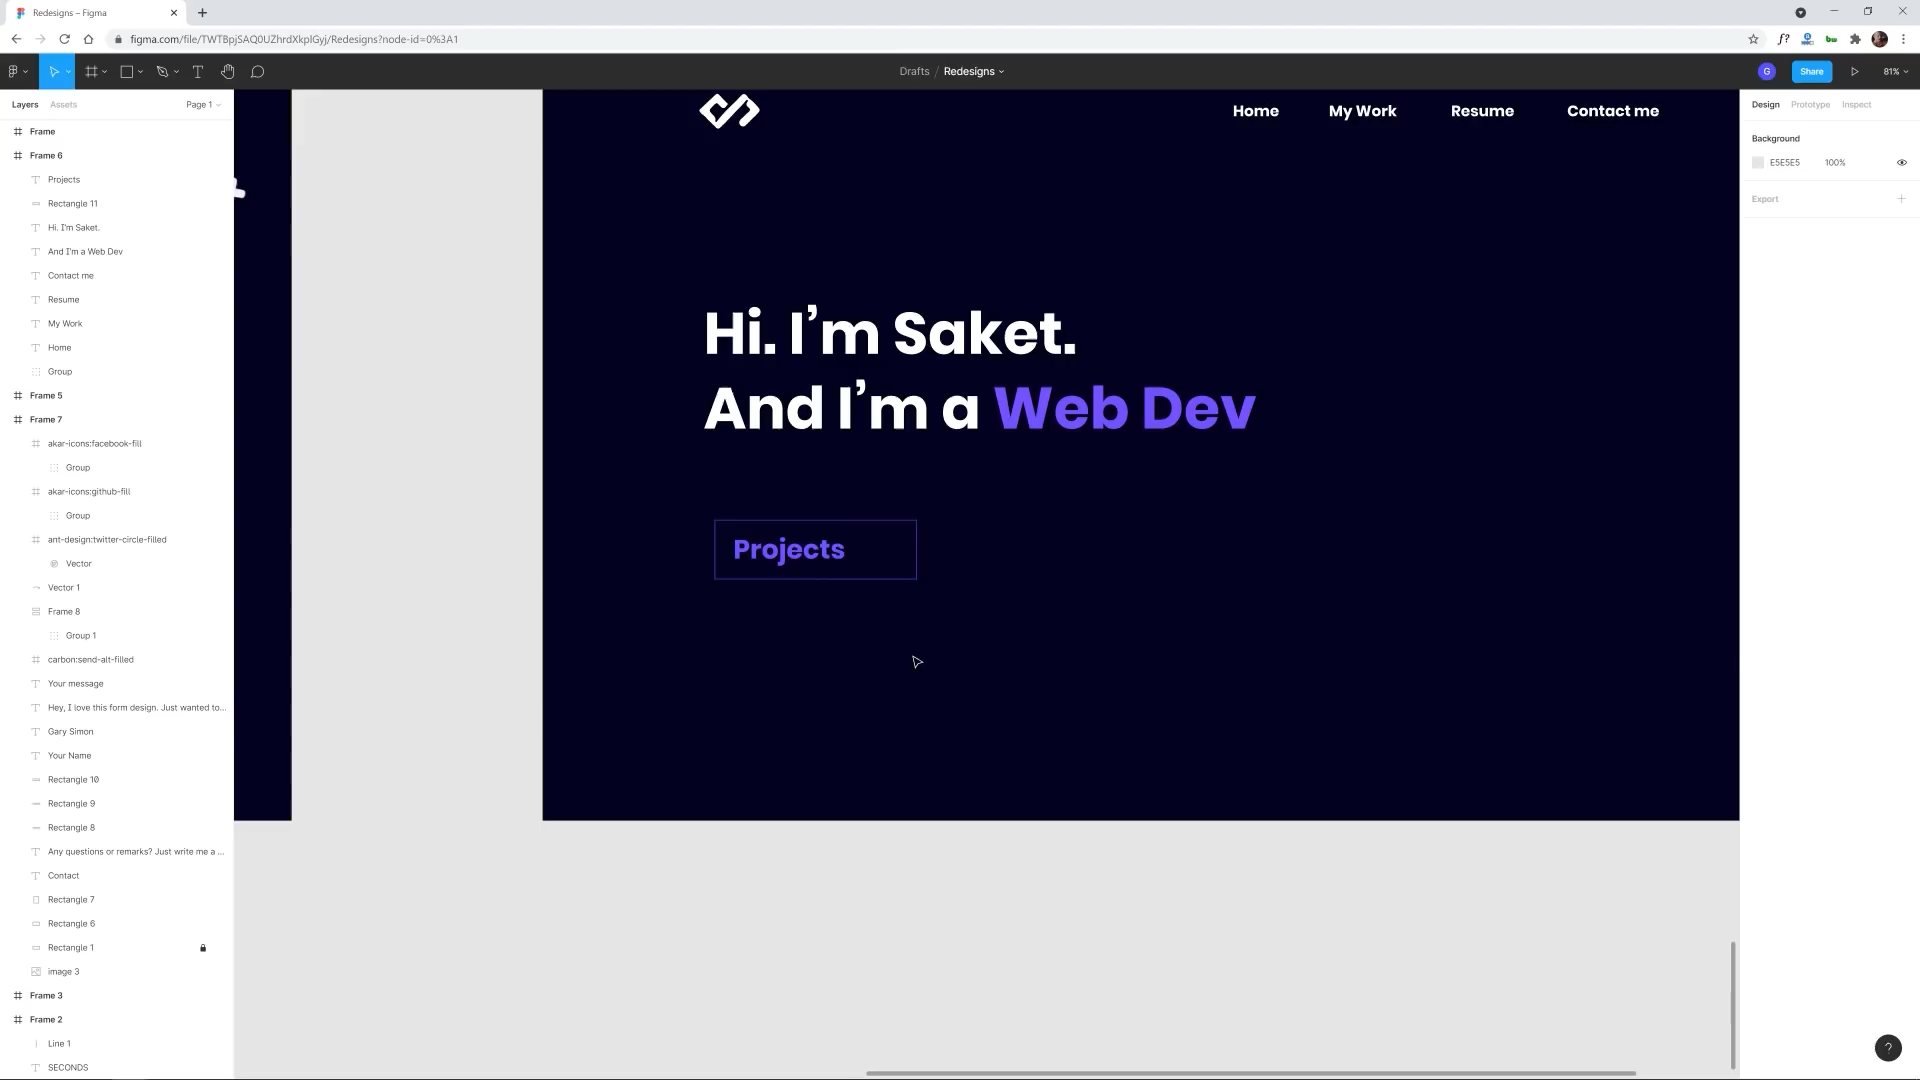 Redesigns – Figma
figma.com/file/TWTBpjSAQ0UZhrdXkplGyj/Redesigns?node-id=0%3A1
Drafts / Redesigns
G
Share
81%
Layers
Assets
Page 1
Frame
Frame 6
Projects
Rectangle 11
Hi. I'm Saket.
And I'm a Web Dev
Contact me
Resume
My Work
Home
Group
Frame 5
Frame 7
akar-icons:facebook-fill
Group
akar-icons:github-fill
Group
ant-design:twitter-circle-filled
Vector
Vector 1
Frame 8
Group 1
carbon:send-alt-filled
Your message
Hey, I love this form design. Just wanted to...
Gary Simon
Your Name
Rectangle 10
Rectangle 9
Rectangle 8
Any questions or remarks? Just write me a ...
Contact
Rectangle 7
Rectangle 6
Rectangle 1
image 3
Frame 3
Frame 2
Line 1
SECONDS
Home
My Work
Resume
Contact me
Hi. I’m Saket.
And I’m a Web Dev
Projects
Design
Prototype
Inspect
Background
E5E5E5
100%
Export
?